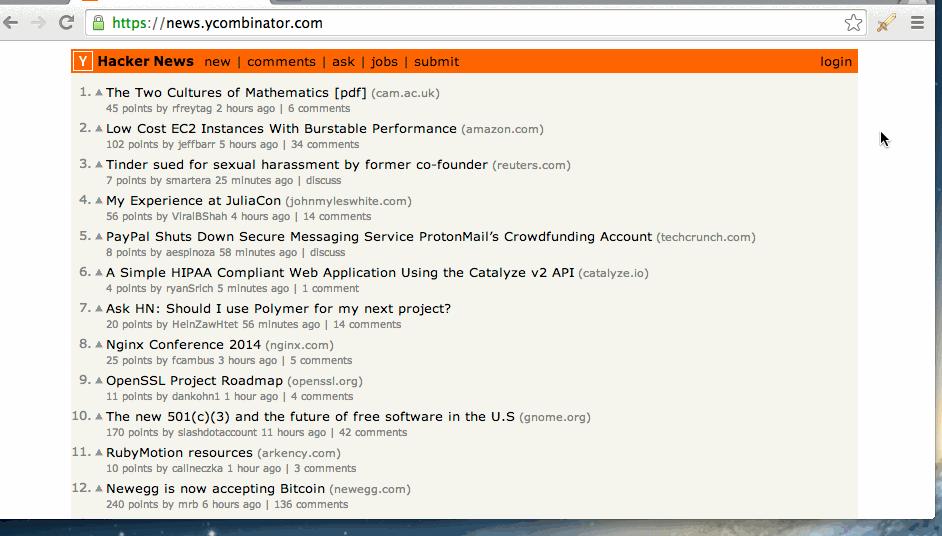 https://news.ycombinator.com
Y Hacker News new | comments | ask | jobs | submit login
1. The Two Cultures of Mathematics [pdf] (cam.ac.uk)
45 points by rfreytag 2 hours ago | 6 comments
2. Low Cost EC2 Instances With Burstable Performance (amazon.com)
102 points by jeffbarr 5 hours ago | 34 comments
3. Tinder sued for sexual harassment by former co-founder (reuters.com)
7 points by smartera 25 minutes ago | discuss
4. My Experience at JuliaCon (johnmyleswhite.com)
56 points by ViralBShah 4 hours ago | 14 comments
5. PayPal Shuts Down Secure Messaging Service ProtonMail’s Crowdfunding Account (techcrunch.com)
8 points by aespinoza 58 minutes ago | discuss
6. A Simple HIPAA Compliant Web Application Using the Catalyze v2 API (catalyze.io)
4 points by ryanSrich 5 minutes ago | 1 comment
7. Ask HN: Should I use Polymer for my next project?
20 points by HeinZawHtet 56 minutes ago | 14 comments
8. Nginx Conference 2014 (nginx.com)
25 points by fcambus 3 hours ago | 5 comments
9. OpenSSL Project Roadmap (openssl.org)
11 points by dankohn1 1 hour ago | 4 comments
10. The new 501(c)(3) and the future of free software in the U.S (gnome.org)
170 points by slashdotaccount 11 hours ago | 42 comments
11. RubyMotion resources (arkency.com)
10 points by calineczka 1 hour ago | 3 comments
12. Newegg is now accepting Bitcoin (newegg.com)
240 points by mrb 6 hours ago | 136 comments